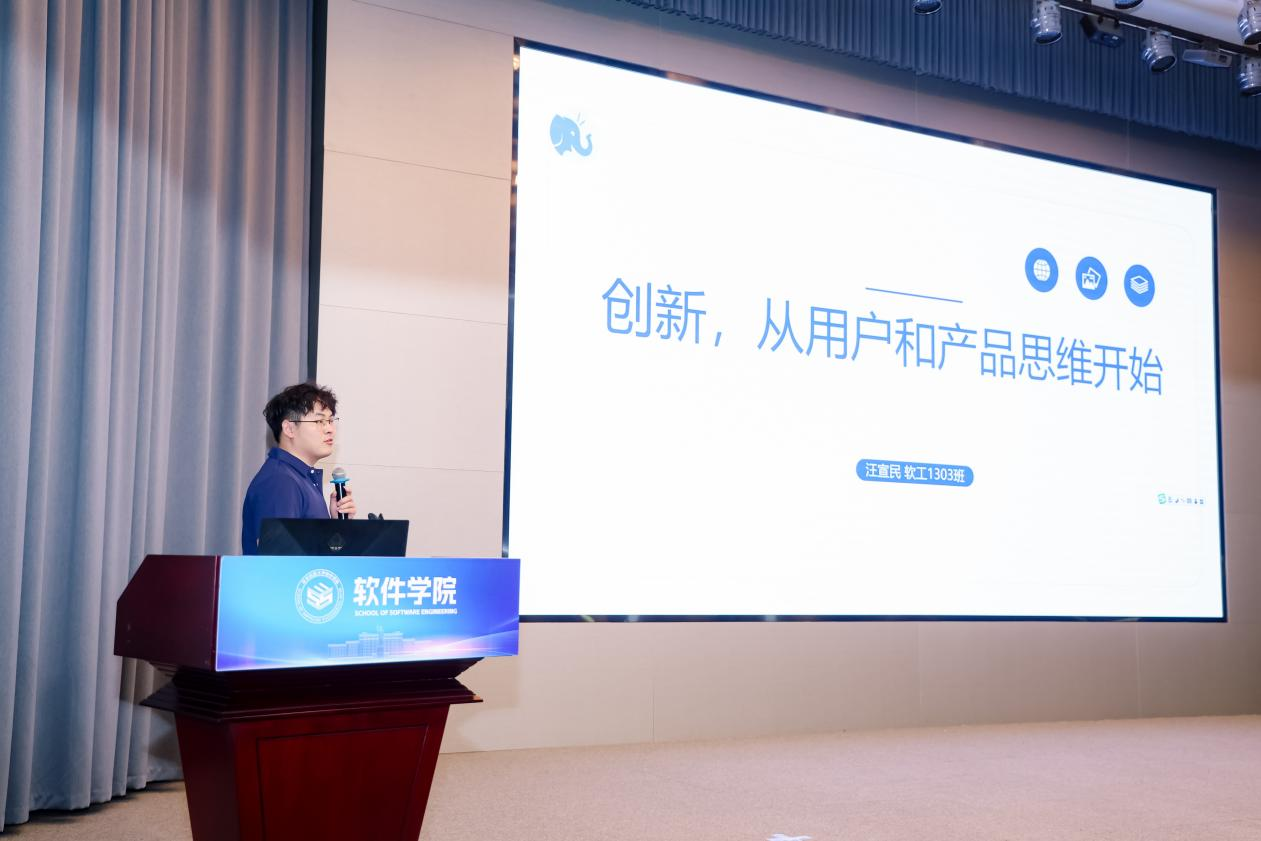 创新，从用户和产品思维开始
汪宣民 软工1303班
软件学院
SCHOOL OF SOFTWARE ENGINEERING